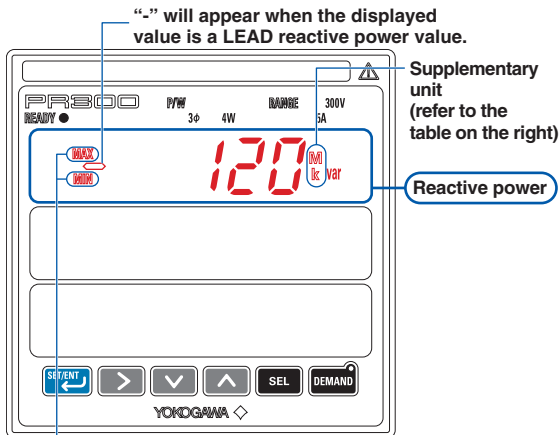 “-” will appear when the displayed
value is a LEAD reactive power value.
Supplementary
unit
(refer to the
table on the right)
PR300 P/W RANGE 300V
READY 3ϕ 4W 5A
MAX
MIN
120 M k var
Reactive power
SET/ENT SEL DEMAND
YOKOGAWA